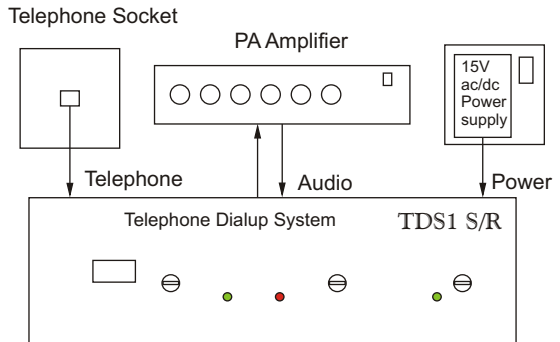 Telephone Socket
PA Amplifier
15V
ac/dc
Power
supply
Telephone
Audio
Power
Telephone Dialup System
TDS1 S/R